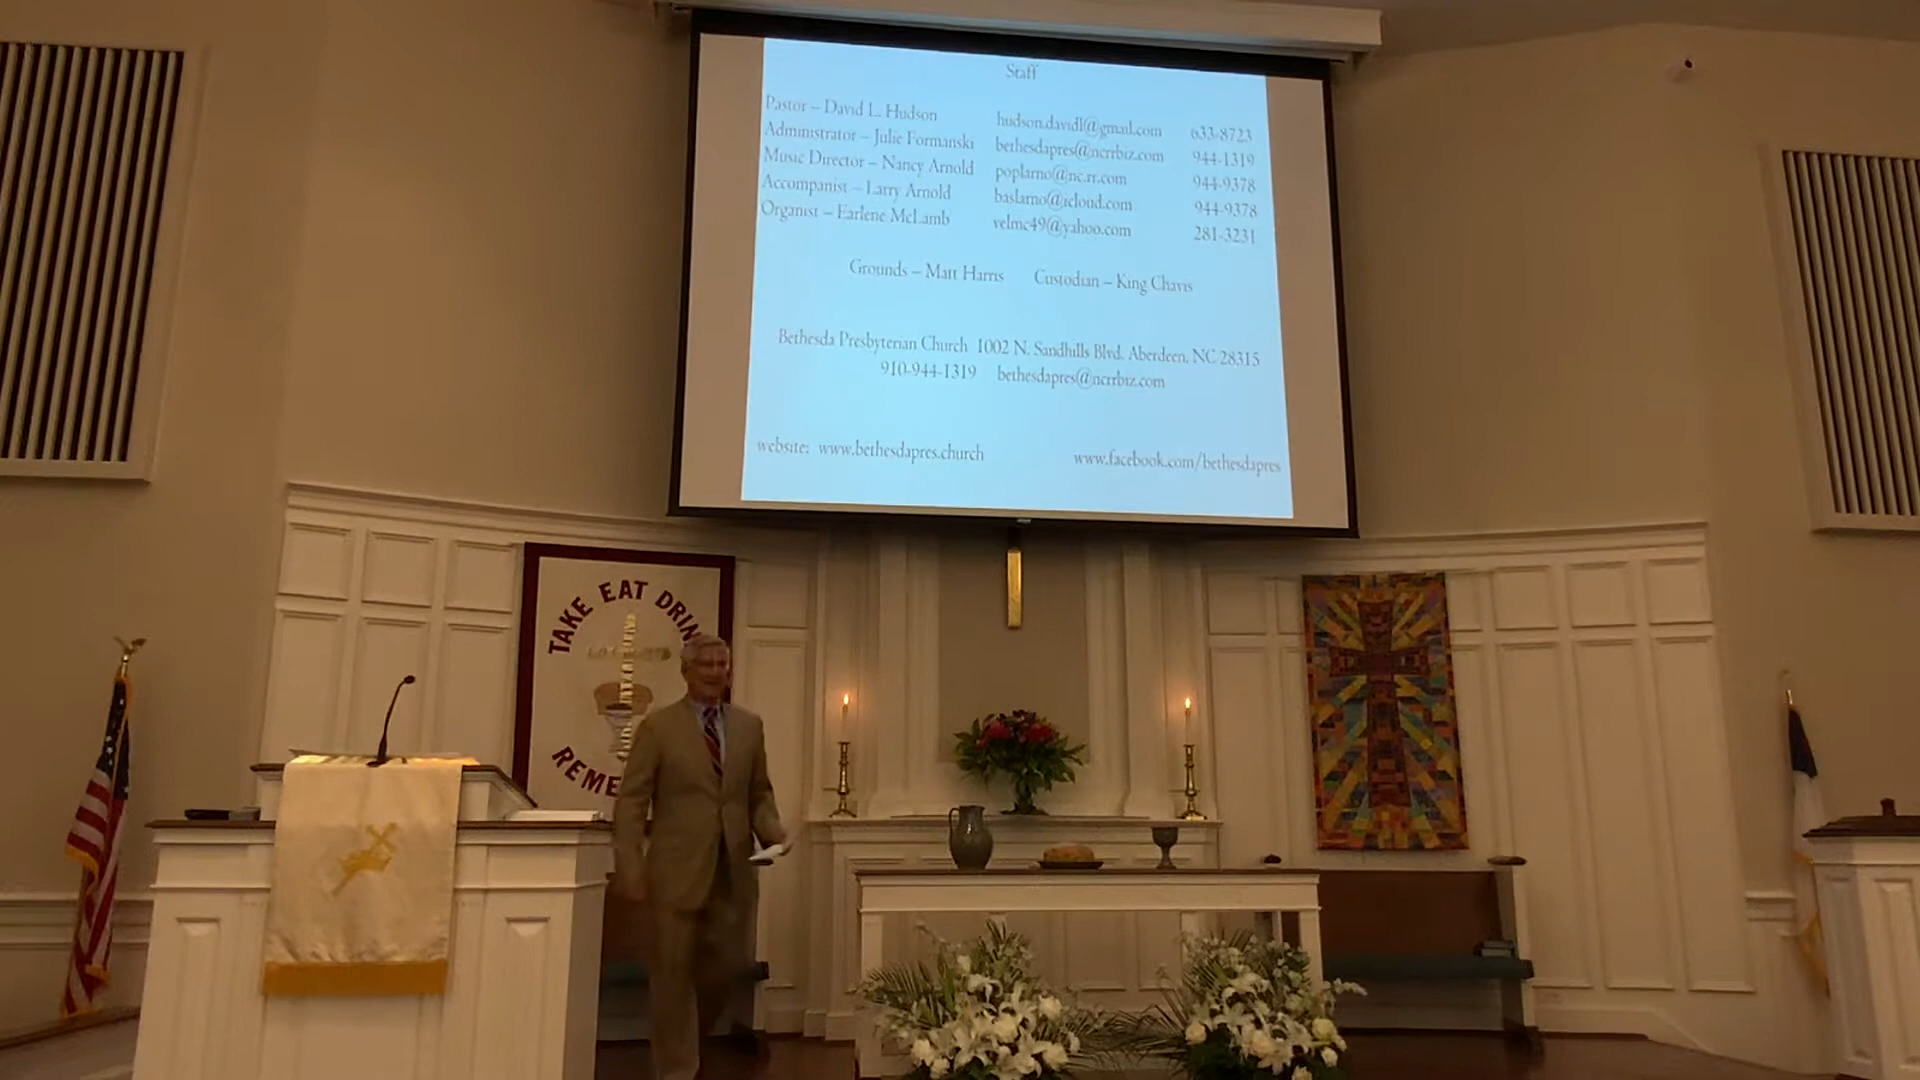 Staff
Pastor – David L. Hudson hudson.davidl@gmail.com 633-8723
Administrator – Julie Formanski bethesdapres@ncrrbiz.com 944-1319
Music Director – Nancy Arnold poplarno@nc.rr.com 944-9378
Accompanist – Larry Arnold baslarno@icloud.com 944-9378
Organist – Earlene McLamb velmc49@yahoo.com 281-3231
Grounds – Matt Harris Custodian – King Chavis
Bethesda Presbyterian Church 1002 N. Sandhills Blvd. Aberdeen, NC 28315
910-944-1319 bethesdapres@ncrrbiz.com
website: www.bethesdapres.church www.facebook.com/bethesdapres
TAKE EAT DRIN
REME